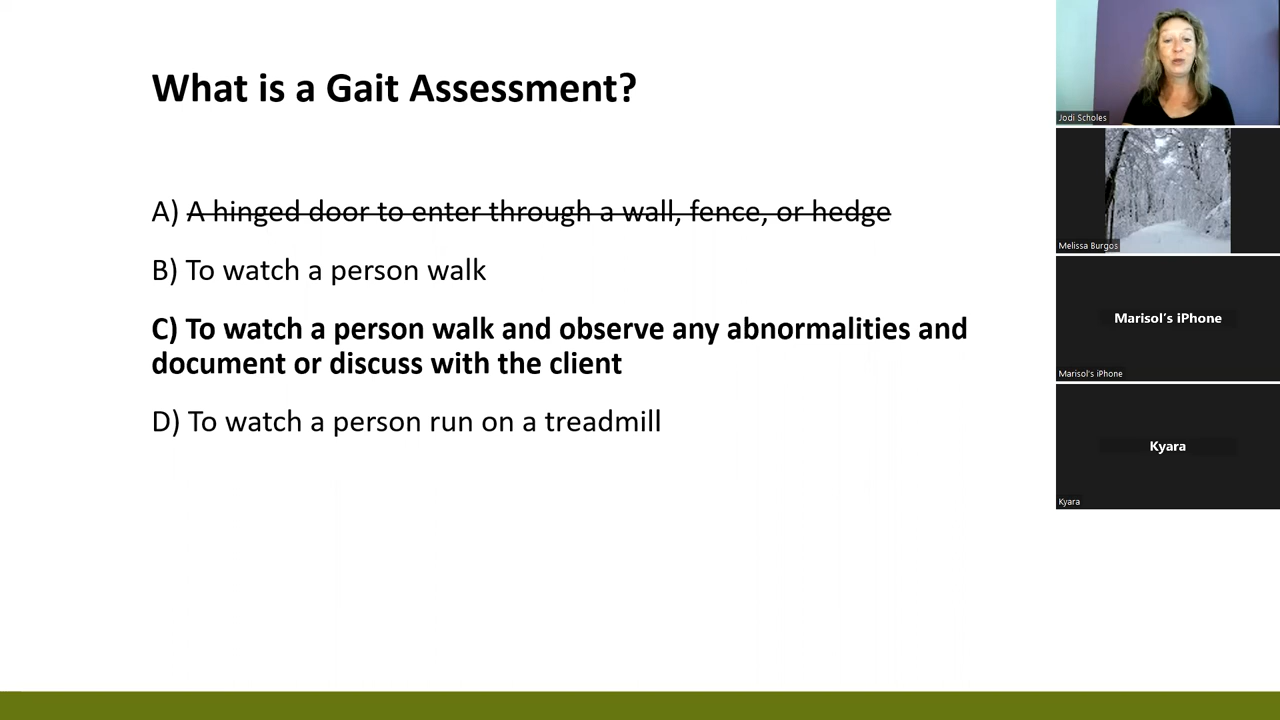 What is a Gait Assessment?
A) A hinged door to enter through a wall, fence, or hedge
B) To watch a person walk
C) To watch a person walk and observe any abnormalities and
document or discuss with the client
D) To watch a person run on a treadmill
Jodi Scholes
Melissa Burgos
Marisol's iPhone
Marisol's iPhone
Kyara
Kyara